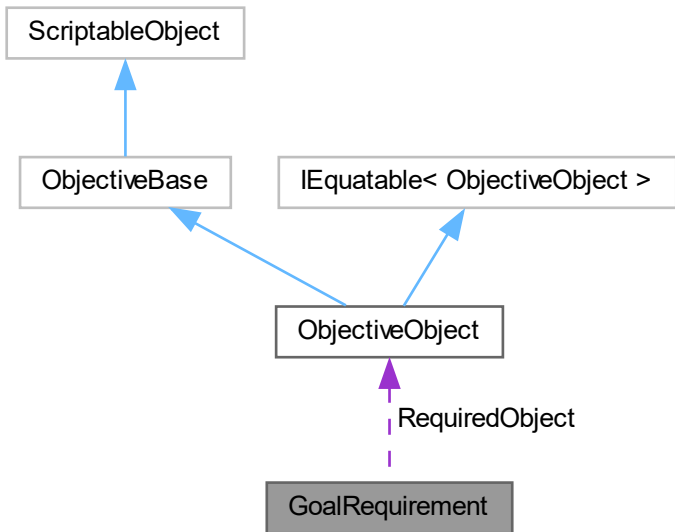 ScriptableObject
ObjectiveBase
IEquatable< ObjectiveObject >
ObjectiveObject
RequiredObject
GoalRequirement